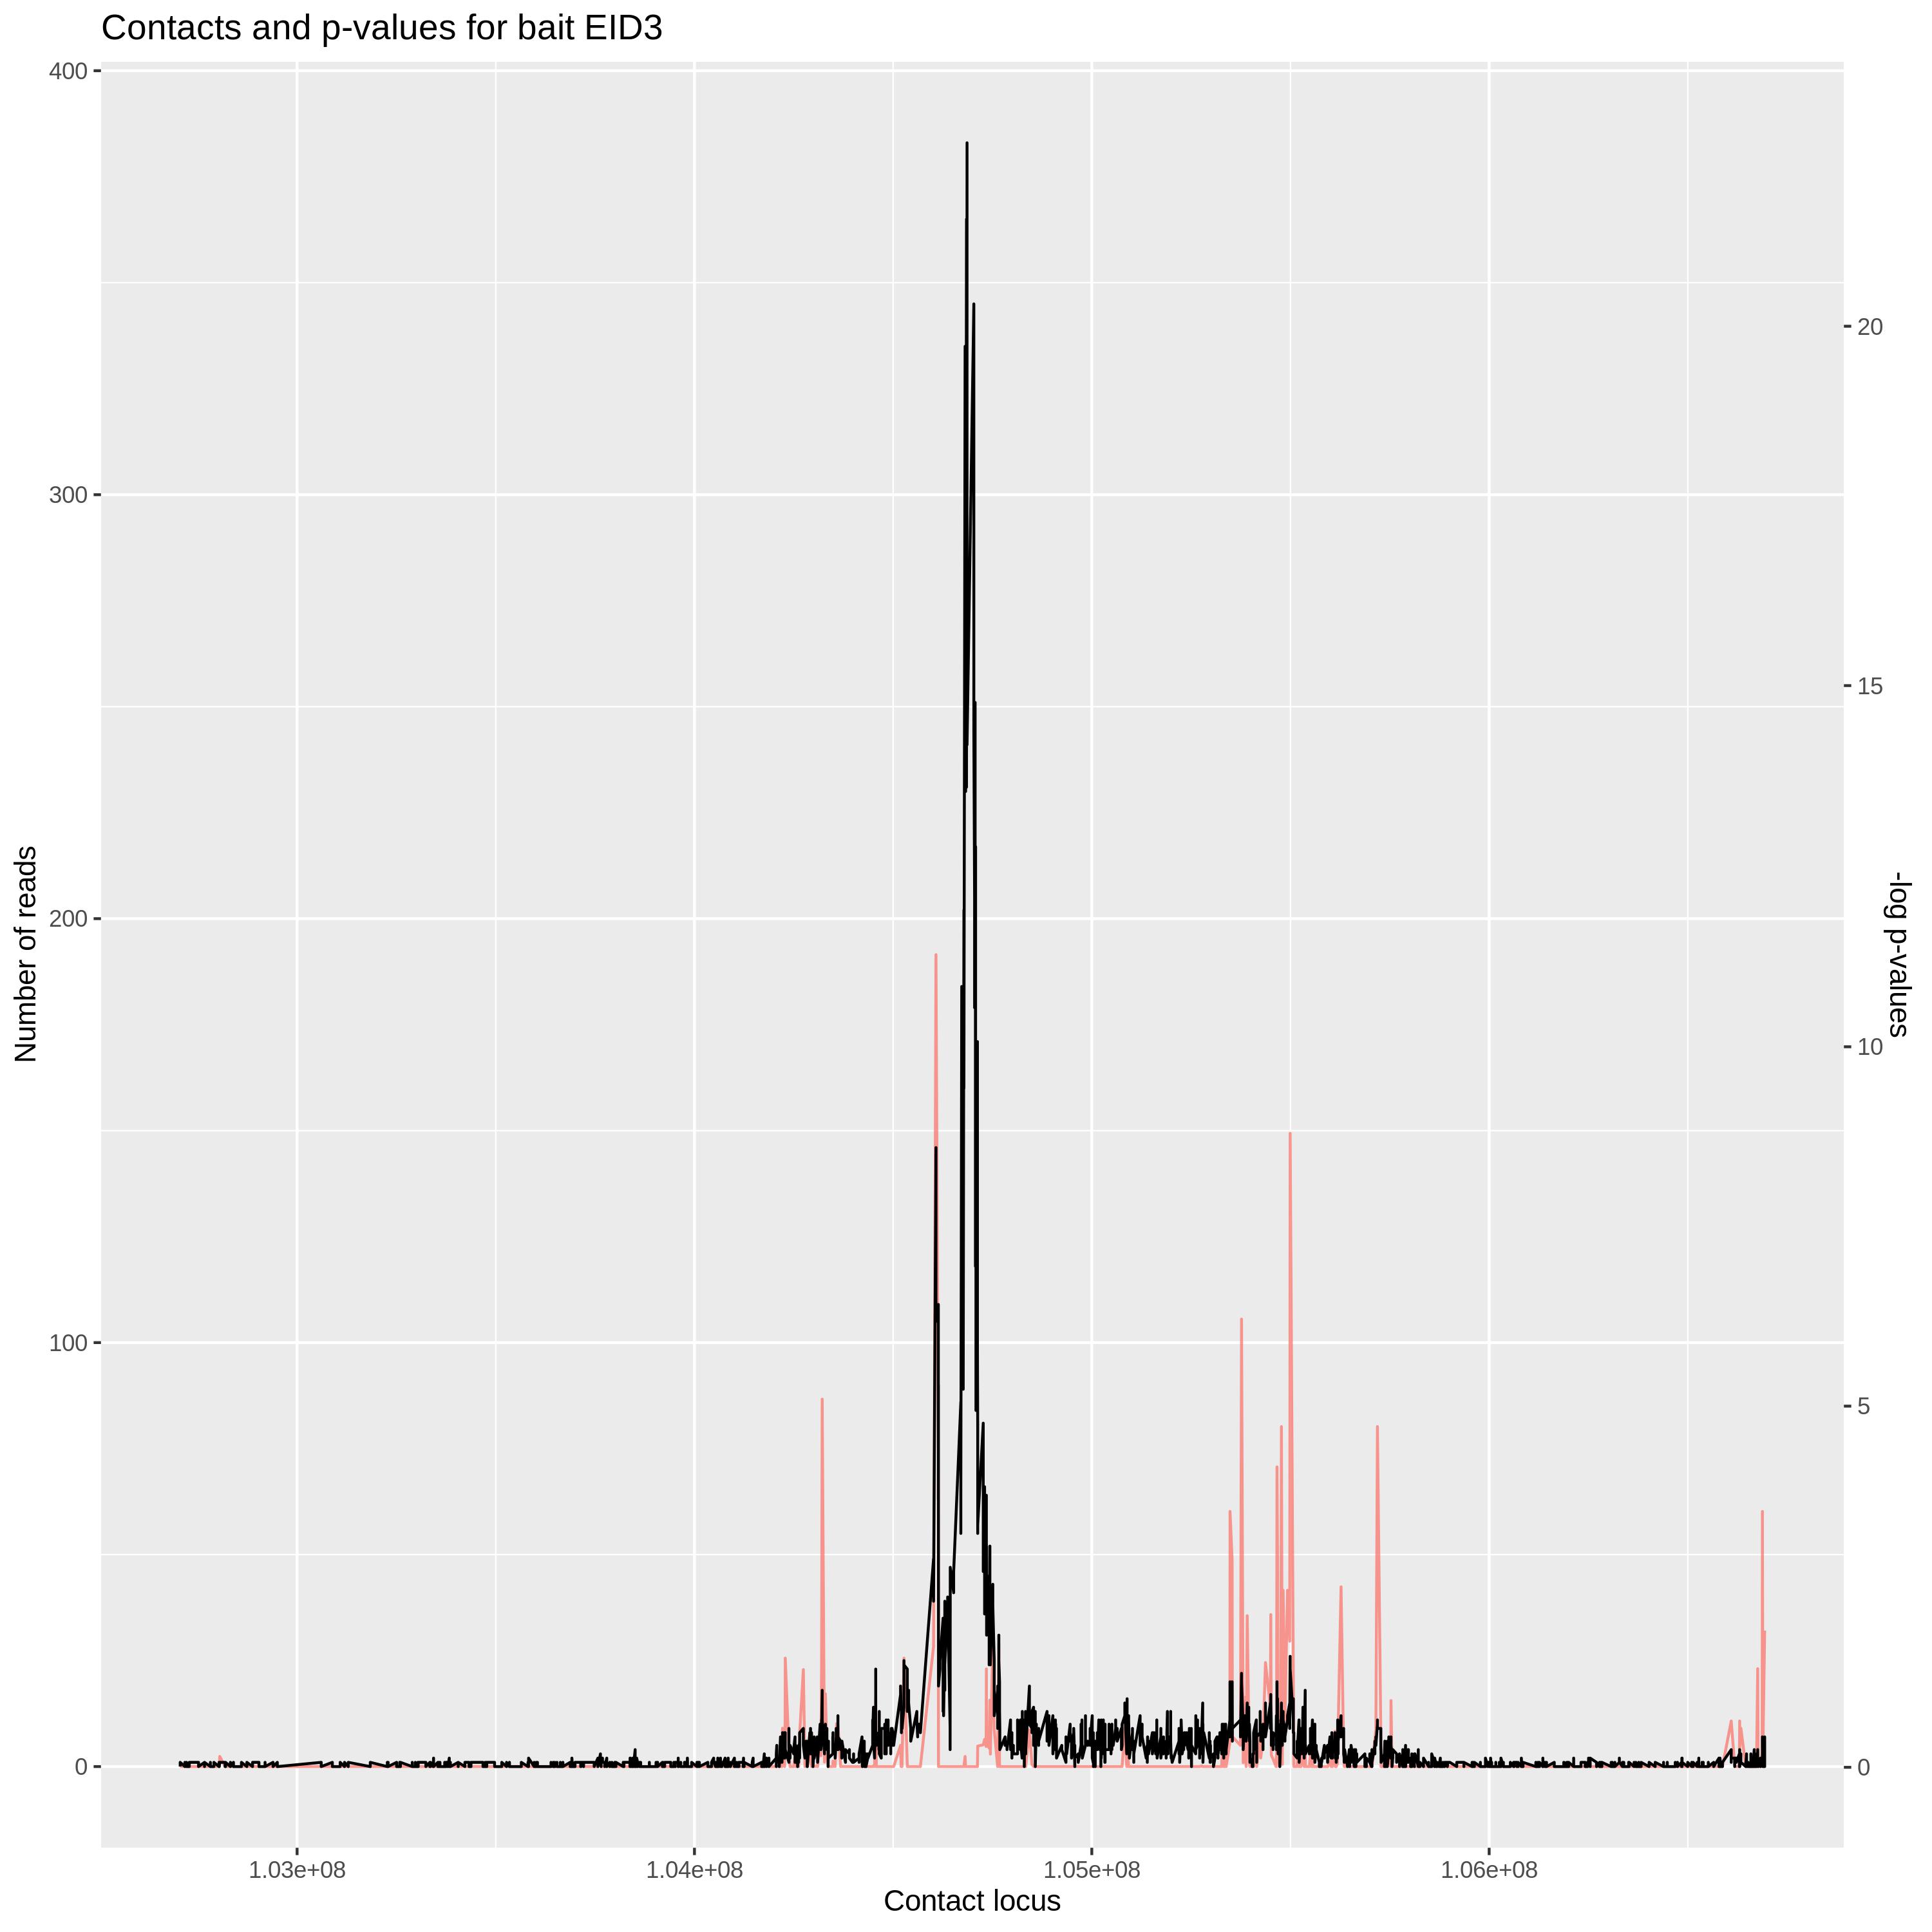 Contacts and p-values for bait EID3
400
300
200
100
0
Number of reads
20
15
10
5
0
-log p-values
1.03e+08
1.04e+08
1.05e+08
1.06e+08
Contact locus